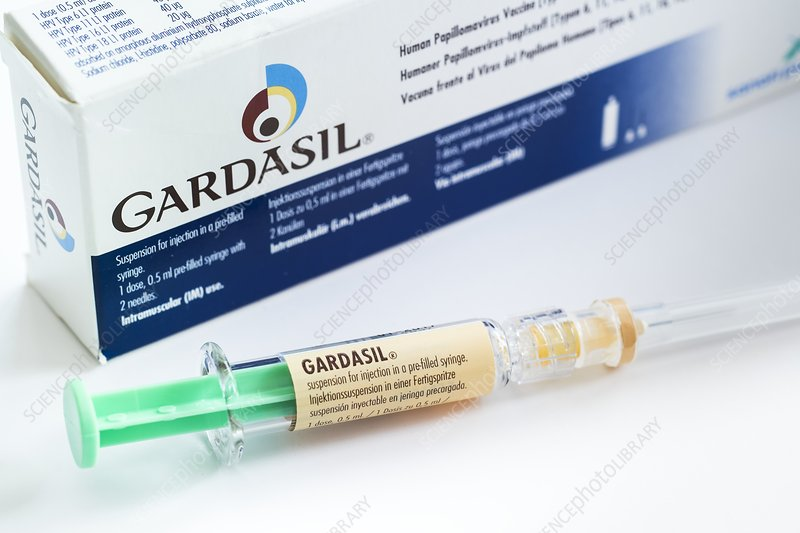 1 dose (0.5 ml)
HPV Type 6 L1 protein
HPV Type 11 L1 protein 40 µg
HPV Type 16 L1 protein 40 µg
HPV Type 18 L1 protein 20 µg
adsorbed on amorphous aluminium hydroxyphosphate sulphate
Sodium chloride, L-histidine, polysorbate 80, sodium borate, water for
Human Papillomavirus Vaccine [Types 6, 11,
Humaner Papillomvirus-Impfstoff [Typen 6, 11, 16,
Vacuna frente al Virus del Papiloma Humano [Tipos 6, 11,
GARDASIL®
GARDASIL
Suspension for injection in a pre-filled
syringe.
1 dose, 0.5 ml pre-filled syringe with
2 needles.
Intramuscular (IM) use.
Injektionssuspension in einer Fertigspritze
1 Dosis zu 0,5 ml in einer Fertigspritze mit
2 Kanülen
Intramuskulär (i.m.) verabreichen.
Suspensión inyectable en jeringa precargada
1 dosis,
2 agujas.
Vía Intramuscular (IM)
GARDASIL®
suspension for injection in a pre-filled syringe.
Injektionssuspension in einer Fertigspritze
suspensión inyectable en jeringa precargada.
1 dose, 0.5 ml / 1 Dosis zu 0.5 ml /
SCIENCEphotoLIBRARY